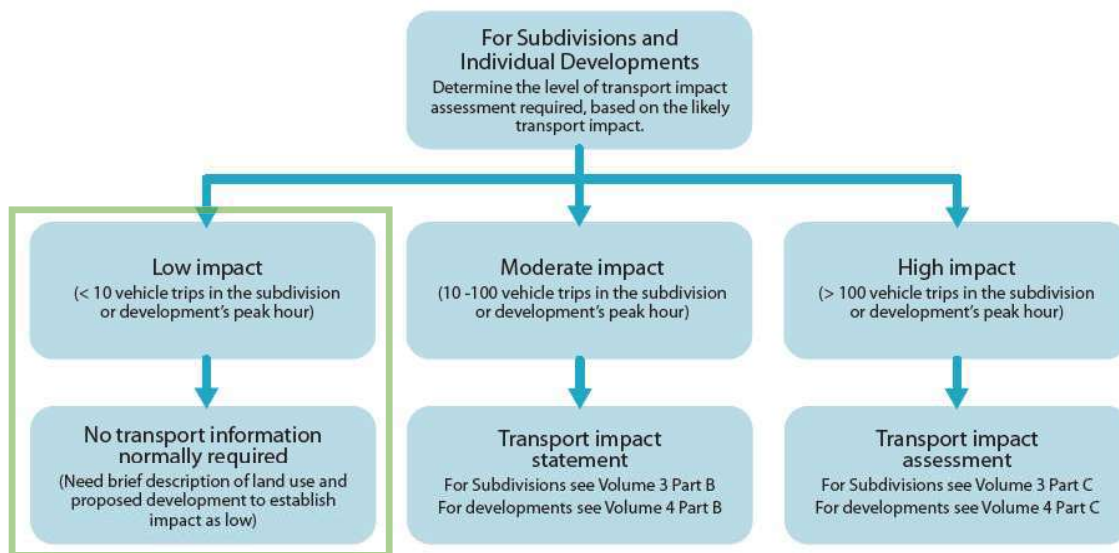 For Subdivisions and
Individual Developments
Determine the level of transport impact
assessment required, based on the likely
transport impact.
Low impact
(< 10 vehicle trips in the subdivision
or development's peak hour)
Moderate impact
(10 -100 vehicle trips in the subdivision
or development's peak hour)
High impact
(> 100 vehicle trips in the subdivision
or development's peak hour)
No transport information
normally required
(Need brief description of land use and
proposed development to establish
impact as low)
Transport impact
statement
For Subdivisions see Volume 3 Part B
For developments see Volume 4 Part B
Transport impact
assessment
For Subdivisions see Volume 3 Part C
For developments see Volume 4 Part C